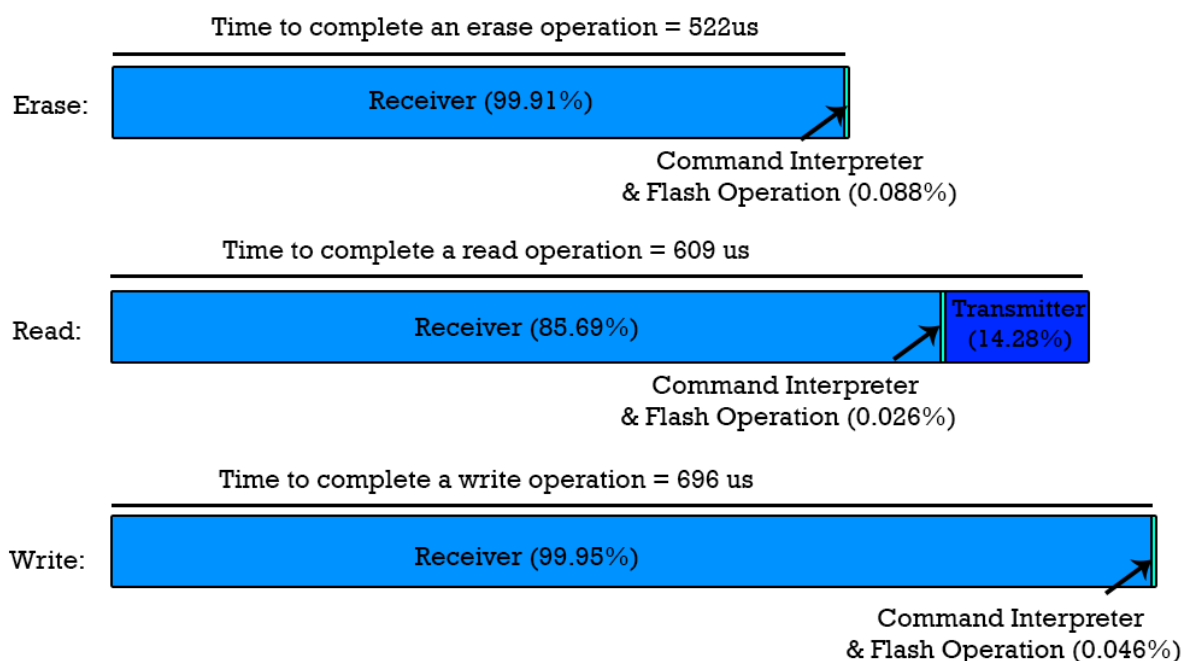 Time to complete an erase operation = 522us
Erase:
Receiver (99.91%)
Command Interpreter
& Flash Operation (0.088%)
Time to complete a read operation = 609 us
Read:
Receiver (85.69%)
Transmitter
(14.28%)
Command Interpreter
& Flash Operation (0.026%)
Time to complete a write operation = 696 us
Write:
Receiver (99.95%)
Command Interpreter
& Flash Operation (0.046%)